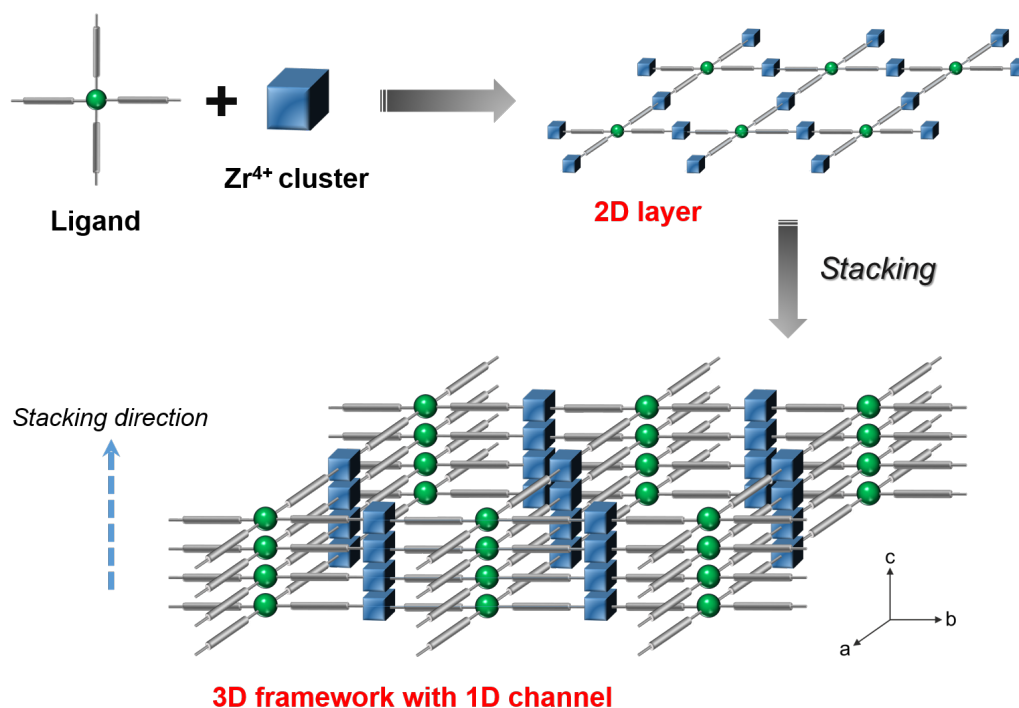 Ligand
+
Zr⁴⁺ cluster
2D layer
Stacking
Stacking direction
c
b
a
3D framework with 1D channel